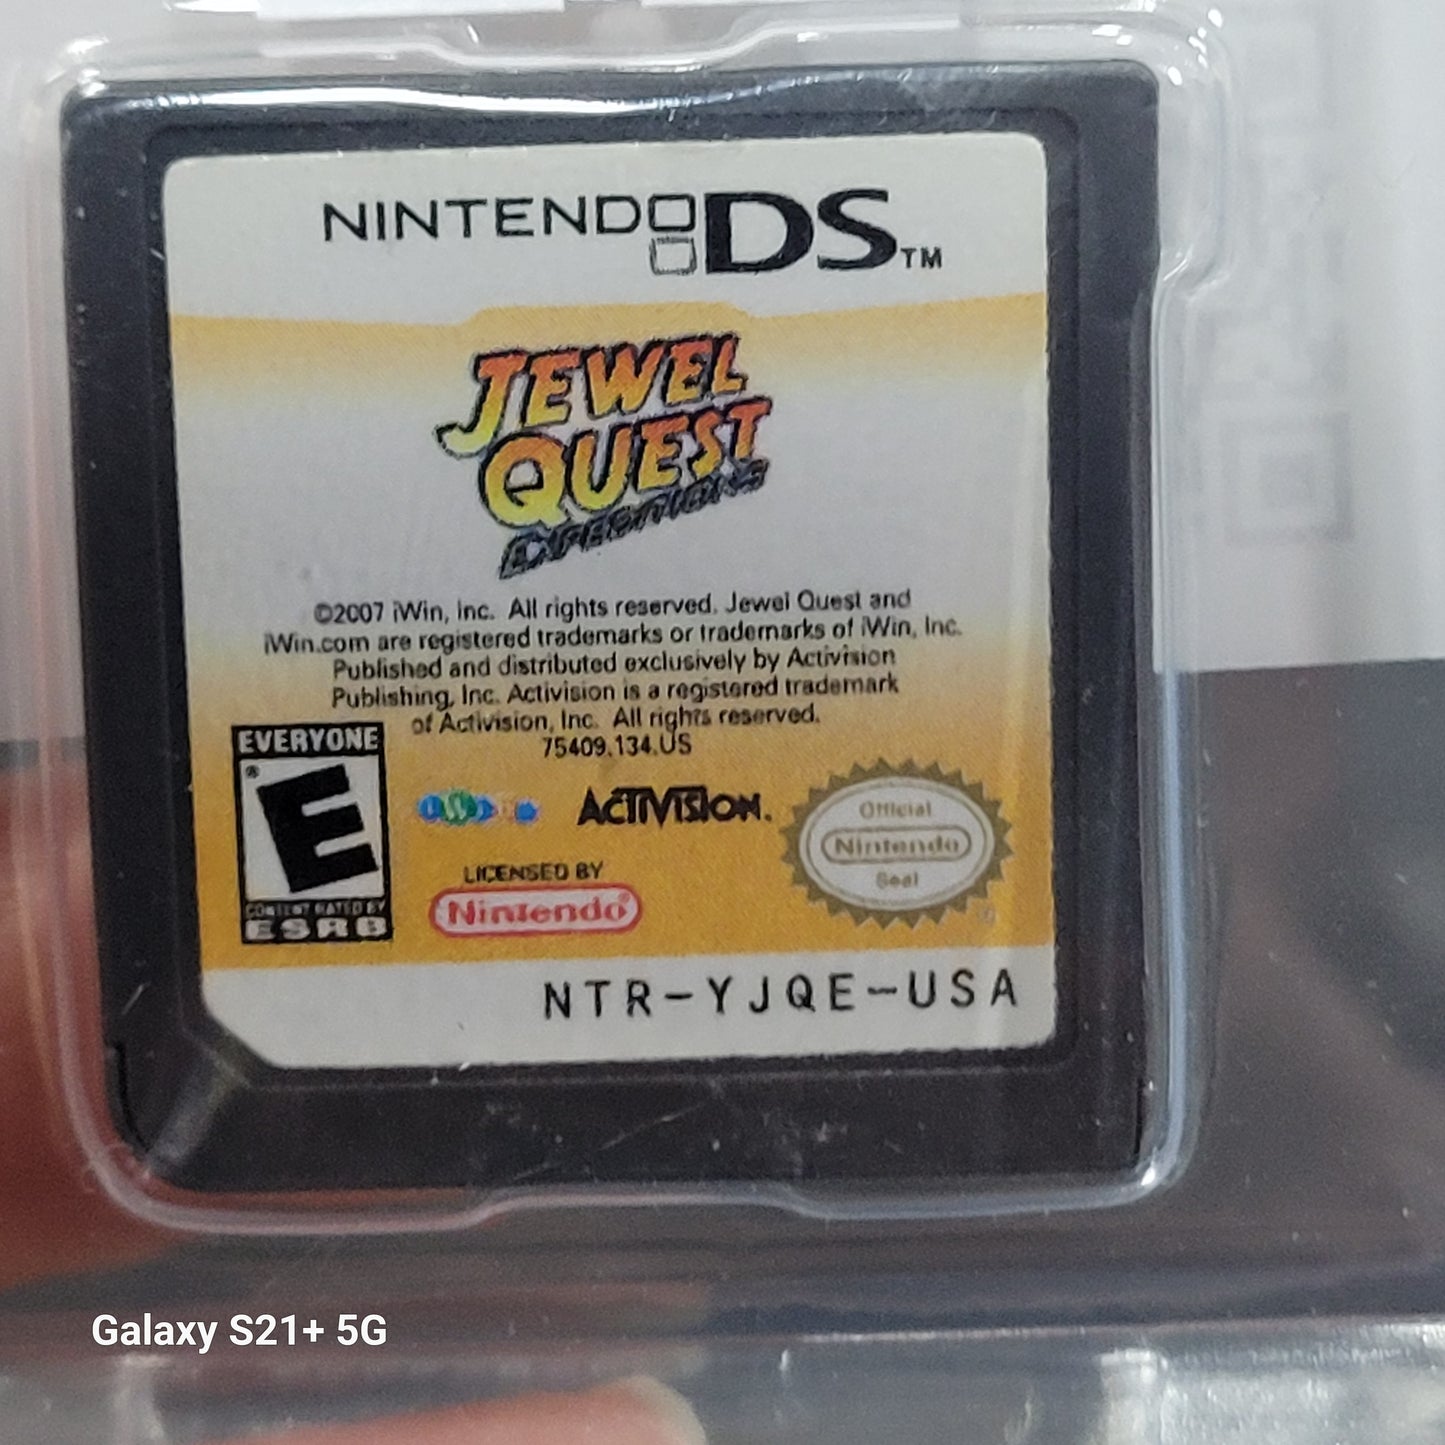 NINTENDO DS™
JEWEL
QUEST
EXPEDITIONS
©2007 iWin, Inc. All rights reserved. Jewel Quest and
iWin.com are registered trademarks or trademarks of iWin, Inc.
Published and distributed exclusively by Activision
Publishing, Inc. Activision is a registered trademark
of Activision, Inc. All rights reserved.
75409.134.US
EVERYONE
E®
CONTENT RATED BY
ESRB
ACTIVISION.
LICENSED BY
Nintendo®
Official
Nintendo
Seal
®
NTR-YJQE-USA
Galaxy S21+ 5G